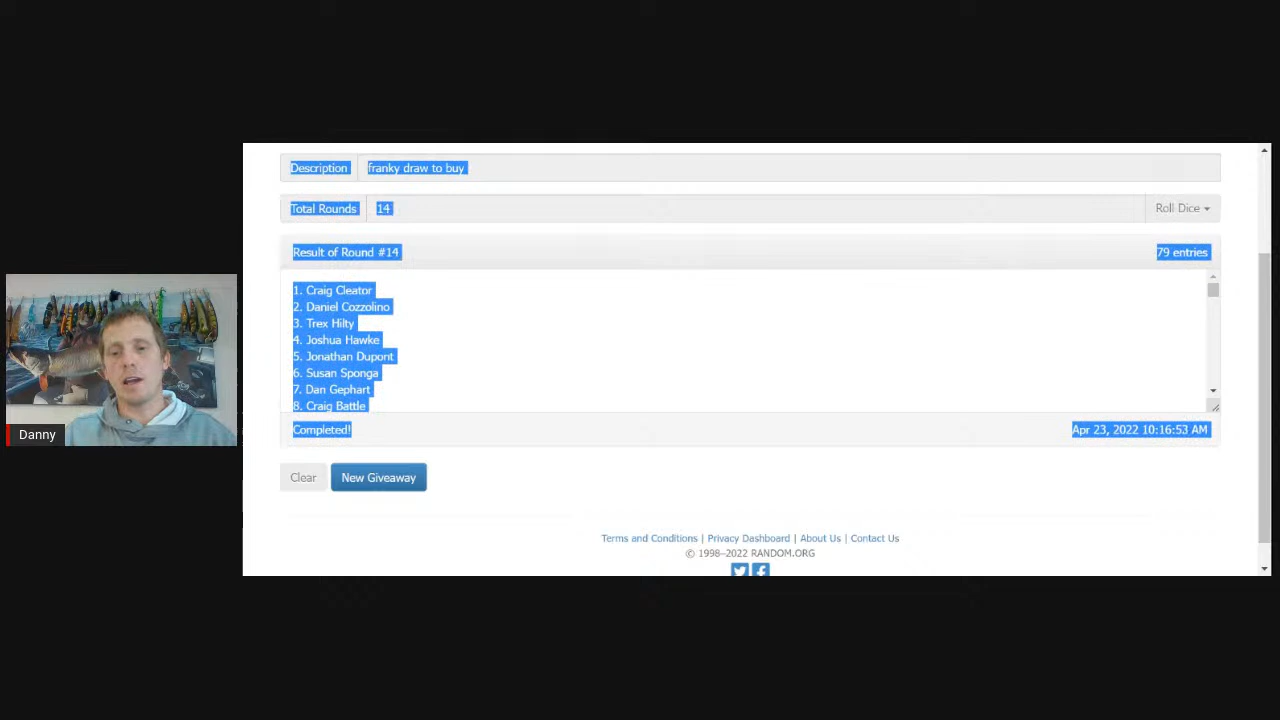 Description franky draw to buy
Total Rounds 14 Roll Dice
Result of Round #14 79 entries
1. Craig Cleator
2. Daniel Cozzolino
3. Trex Hilty
4. Joshua Hawke
5. Jonathan Dupont
6. Susan Sponga
7. Dan Gephart
8. Craig Battle
Completed! Apr 23, 2022 10:16:53 AM
Danny
Clear New Giveaway
Terms and Conditions | Privacy Dashboard | About Us | Contact Us
© 1998–2022 RANDOM.ORG